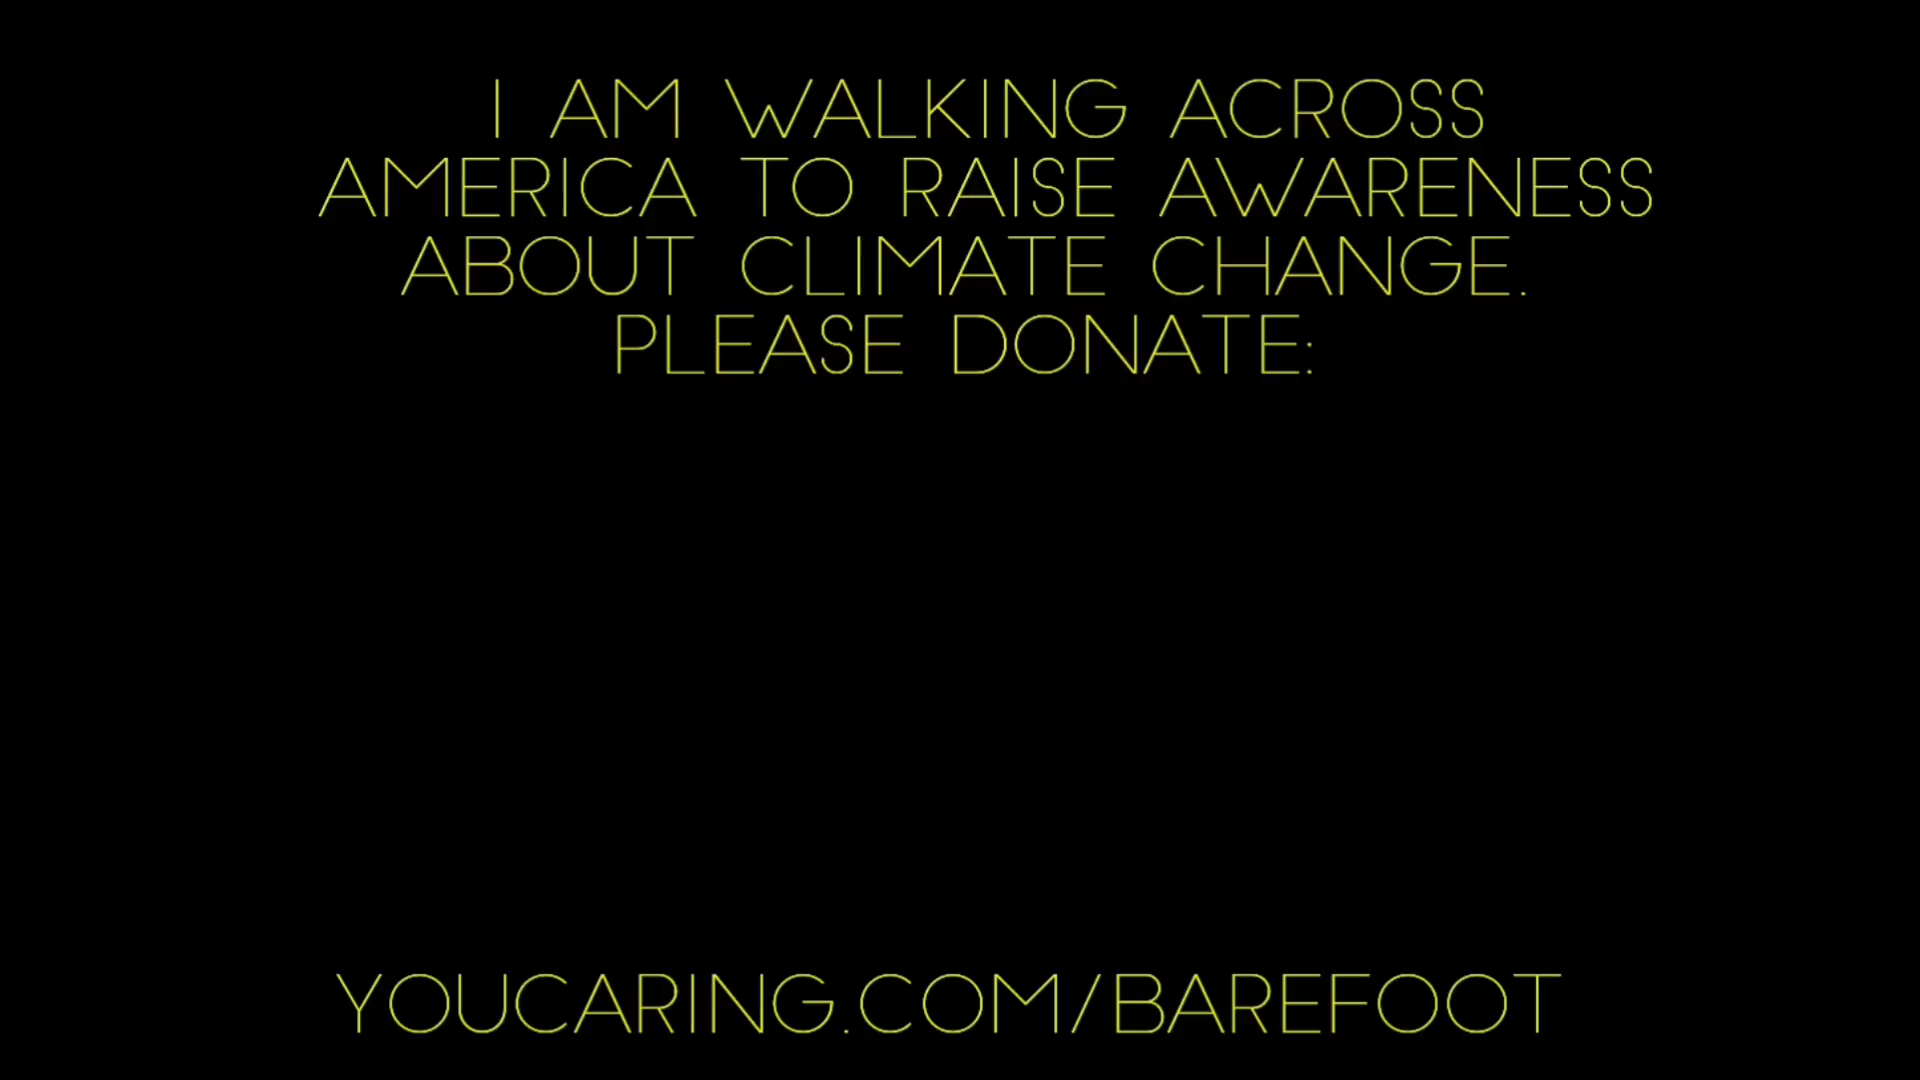 I AM WALKING ACROSS
AMERICA TO RAISE AWARENESS
ABOUT CLIMATE CHANGE.
PLEASE DONATE:
YOUCARING.COM/BAREFOOT